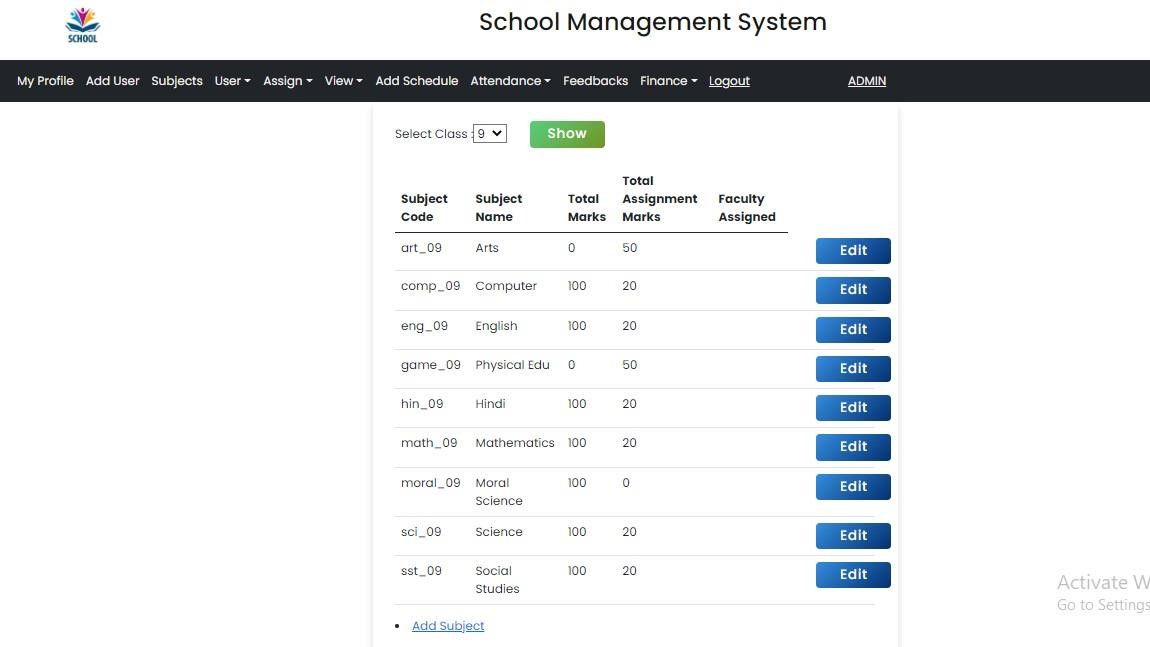 SCHOOL
School Management System
My Profile Add User Subjects User Assign View Add Schedule Attendance Feedbacks Finance Logout ADMIN
Select Class : 9 Show
Subject Code Subject Name Total Marks Total Assignment Marks Faculty Assigned
art_09 Arts 0 50 Edit
comp_09 Computer 100 20 Edit
eng_09 English 100 20 Edit
game_09 Physical Edu 0 50 Edit
hin_09 Hindi 100 20 Edit
math_09 Mathematics 100 20 Edit
moral_09 Moral Science 100 0 Edit
sci_09 Science 100 20 Edit
sst_09 Social Studies 100 20 Edit
• Add Subject
Activate W
Go to Settings